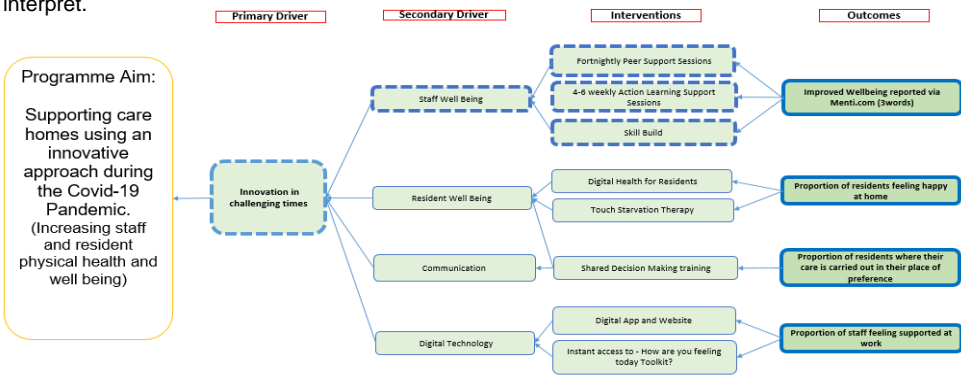 interpret.
Primary Driver
Secondary Driver
Interventions
Outcomes
Programme Aim:
Supporting care
homes using an
innovative
approach during
the Covid-19
Pandemic.
(Increasing staff
and resident
physical health and
well being)
Innovation in
challenging times
Staff Well Being
Resident Well Being
Communication
Digital Technology
Fortnightly Peer Support Sessions
4-6 weekly Action Learning Support
Sessions
Skill Build
Digital Health for Residents
Touch Starvation Therapy
Shared Decision Making training
Digital App and Website
Instant access to - How are you feeling
today Toolkit?
Improved Wellbeing reported via
Menti.com (3words)
Proportion of residents feeling happy
at home
Proportion of residents where their
care is carried out in their place of
preference
Proportion of staff feeling supported at
work